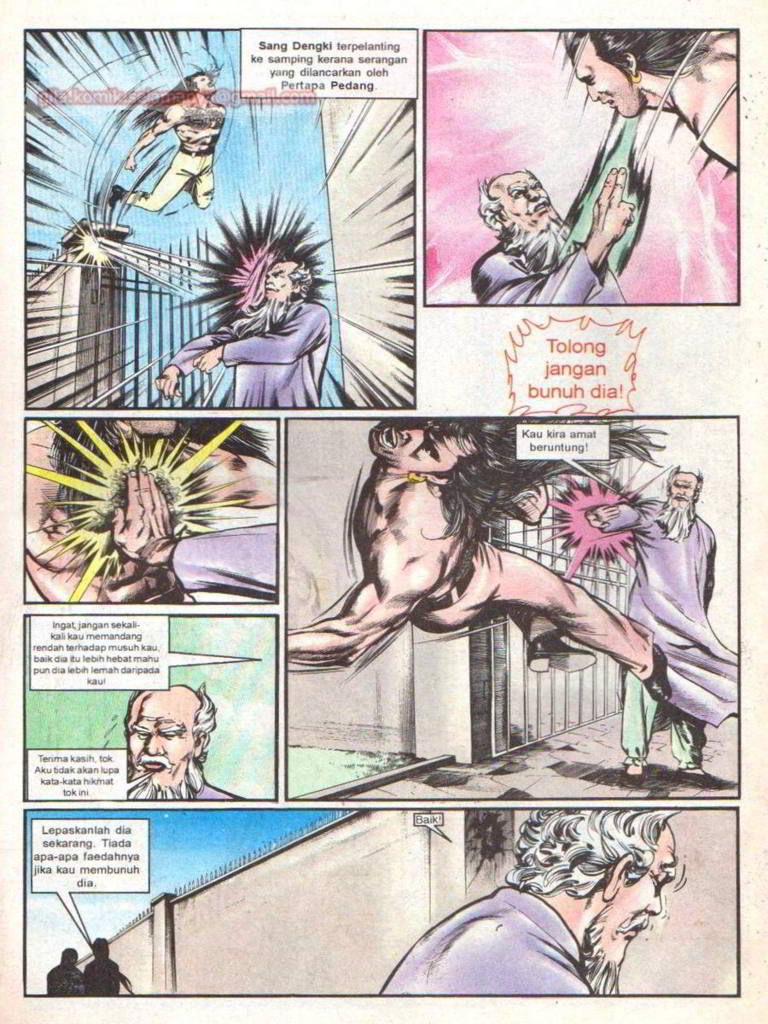 Sang Dengki terpelanting
ke samping kerana serangan
yang dilancarkan oleh
Pertapa Pedang.
Tolong
jangan
bunuh dia!
Kau kira amat
beruntung!
Ingat, jangan sekali-
kali kau memandang
rendah terhadap musuh kau,
baik dia itu lebih hebat mahu
pun dia lebih lemah daripada
kau!
Terima kasih, tok.
Aku tidak akan lupa
kata-kata hikmat
tok ini.
Lepaskanlah dia
sekarang. Tiada
apa-apa faedahnya
jika kau membunuh
dia.
Baik!